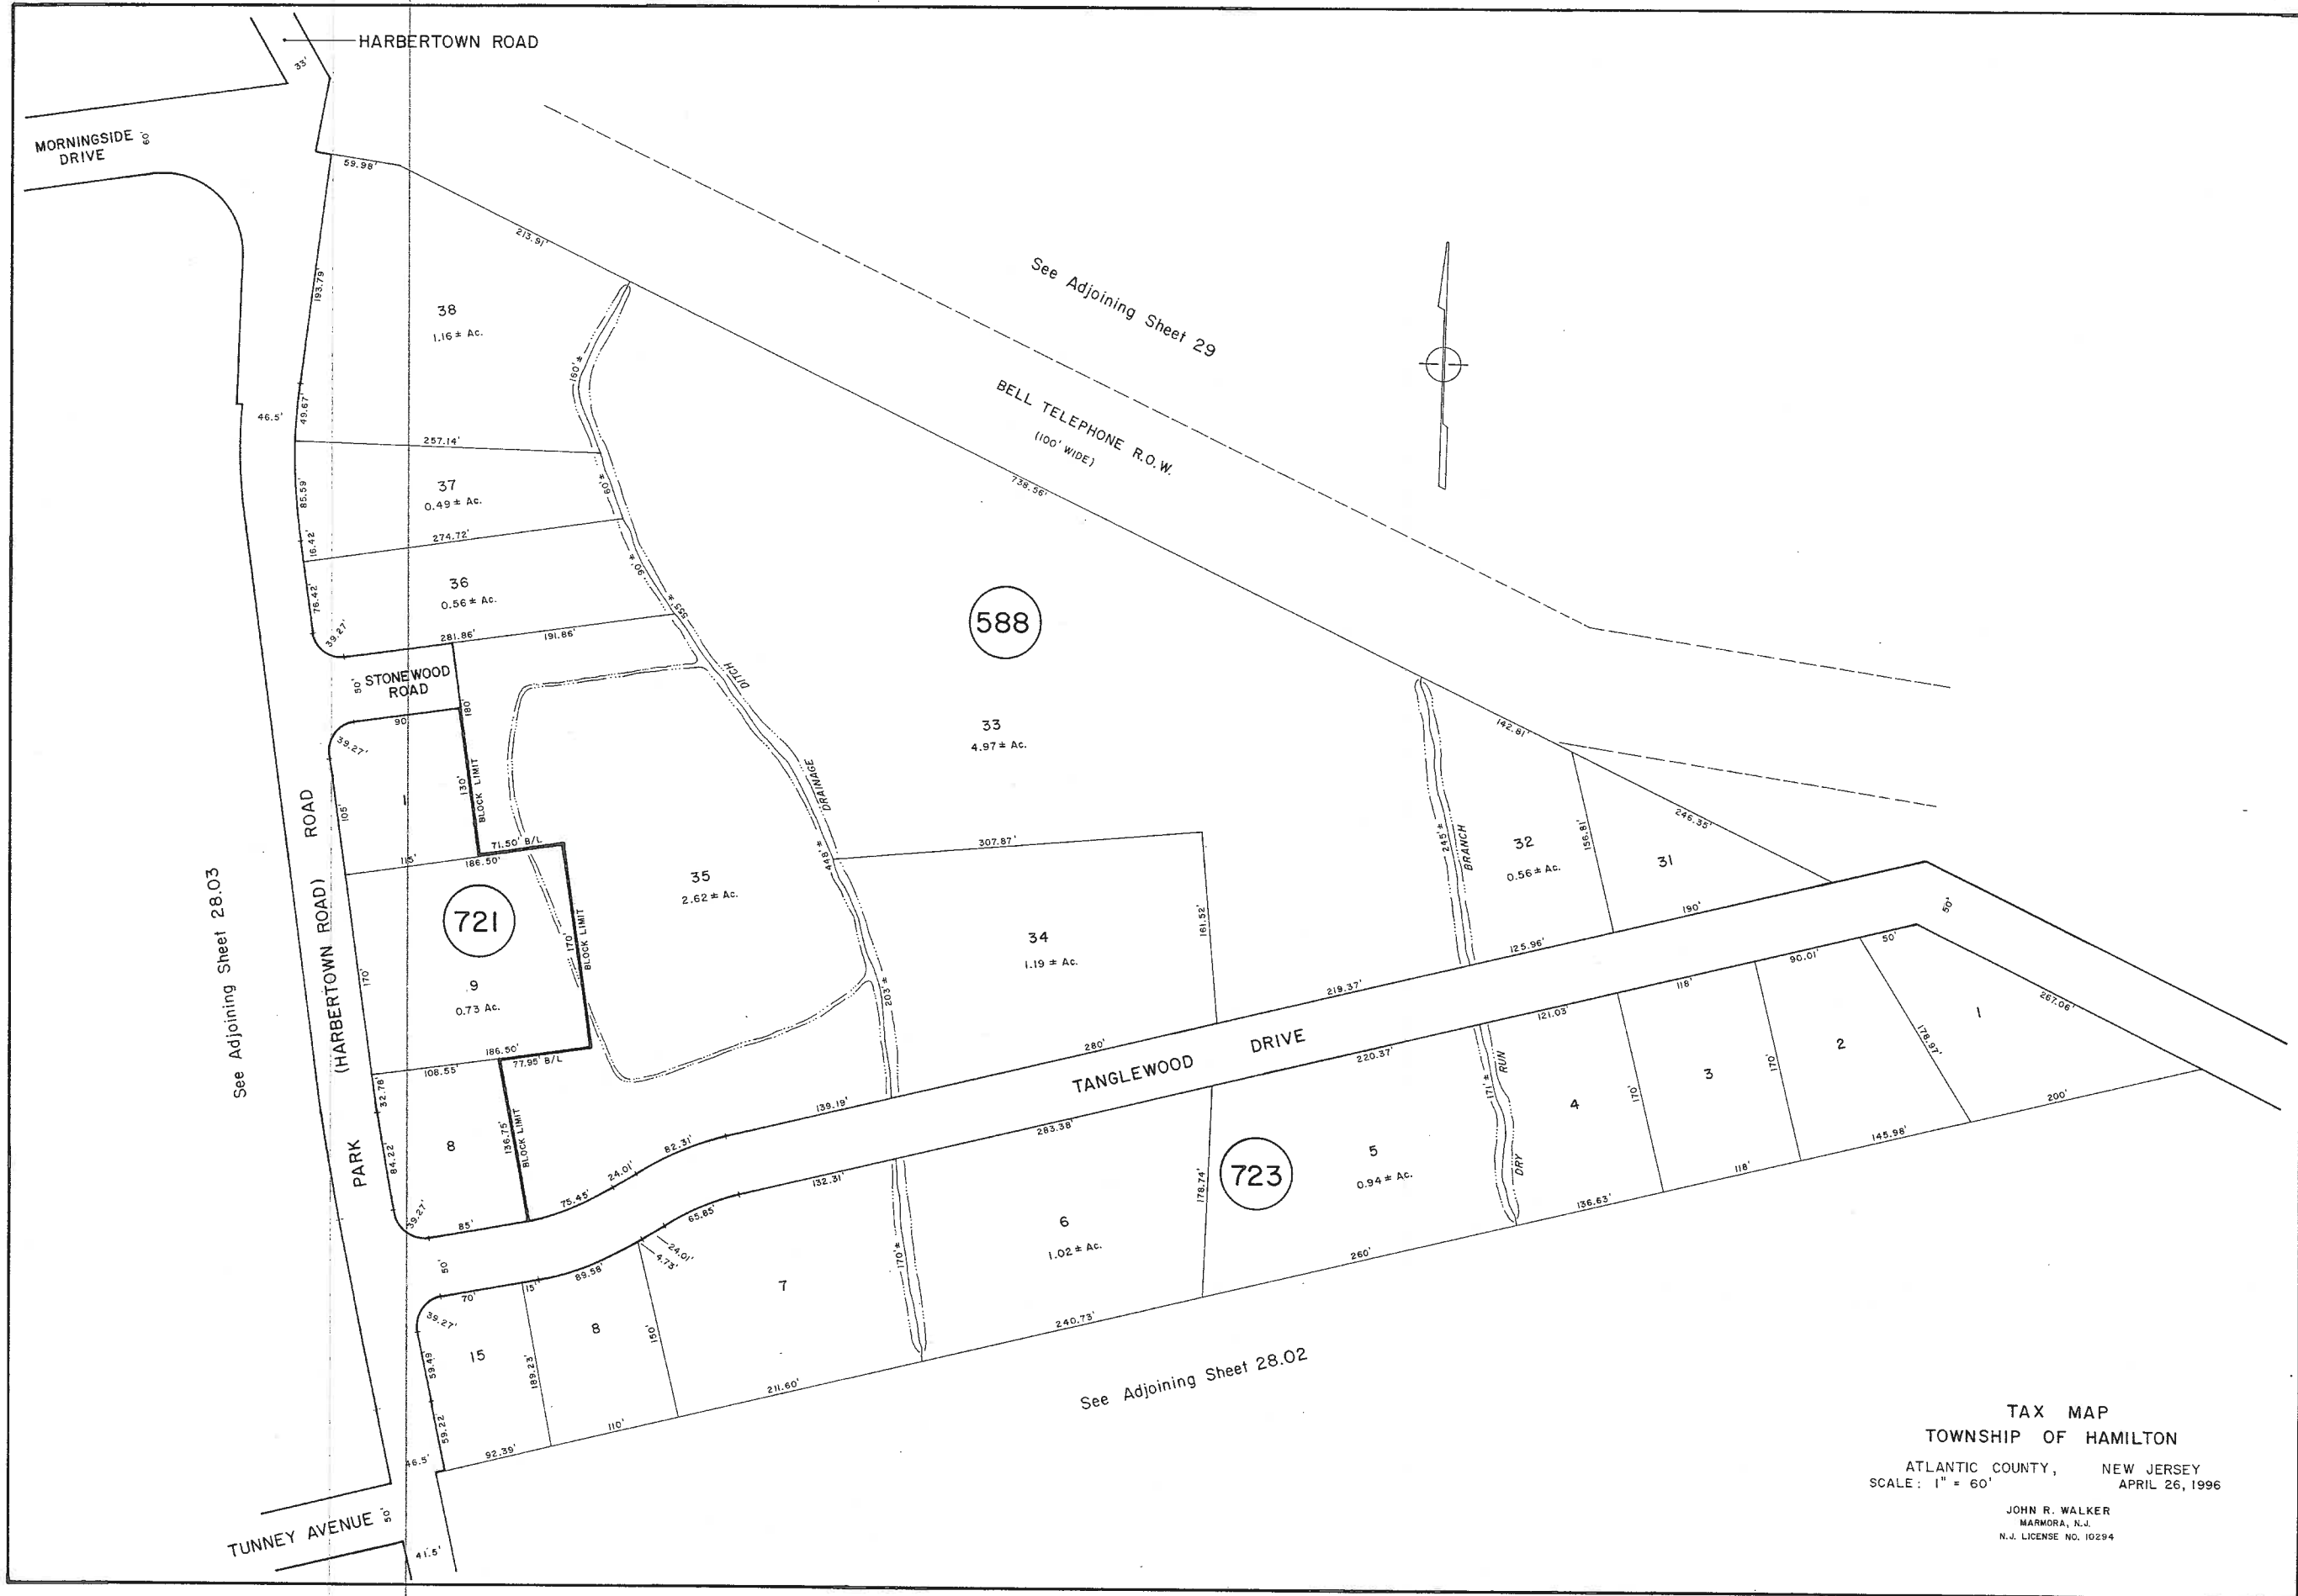 HARBERTOWN ROAD
33'
MORNINGSIDE
DRIVE
60'
59.98'
213.91'
193.79'
38
1.16 ± Ac.
160' ±
See Adjoining Sheet 29
BELL TELEPHONE R.O.W.
(100' WIDE)
738.56'
46.5'
49.67'
257.14'
37
0.49 ± Ac.
85.59'
60' ±
16.42'
274.72'
36
0.56 ± Ac.
90' ±
555' ±
76.42'
39.27'
281.86'
191.86'
588
STONEWOOD
ROAD
50'
180'
DITCH
90'
39.27'
33
4.97 ± Ac.
142.81'
130'
BLOCK LIMIT
1
105'
DRAINAGE
71.50' B/L
115'
186.50'
448' ±
307.87'
245' ±
BRANCH
32
0.56 ± Ac.
156.81'
31
246.35'
190'
125.96'
50'
721
35
2.62 ± Ac.
170'
BLOCK LIMIT
34
1.19 ± Ac.
161.52'
See Adjoining Sheet 28.03
PARK ROAD
(HARBERTOWN ROAD)
170'
9
0.73 Ac.
203' ±
219.37'
186.50'
77.95' B/L
108.55'
32.78'
280'
TANGLEWOOD DRIVE
220.37'
121.03'
118'
90.01'
50'
267.06'
139.19'
136.75'
BLOCK LIMIT
8
84.22'
39.27'
85'
75.45'
24.01'
82.31'
283.38'
132.31'
65.85'
24.01'
4.73'
89.58'
15'
70'
50'
39.27'
723
178.74'
5
0.94 ± Ac.
171' ±
RUN
DRY
4
170'
3
170'
2
178.97'
1
200'
145.98'
118'
136.63'
260'
6
1.02 ± Ac.
240.73'
170' ±
7
150'
8
189.23'
15
59.49'
59.22'
211.60'
110'
92.39'
46.5'
See Adjoining Sheet 28.02
TUNNEY AVENUE
50'
41.5'
TAX MAP
TOWNSHIP OF HAMILTON
ATLANTIC COUNTY, NEW JERSEY
SCALE: 1" = 60' APRIL 26, 1996
JOHN R. WALKER
MARMORA, N.J.
N.J. LICENSE NO. 10294